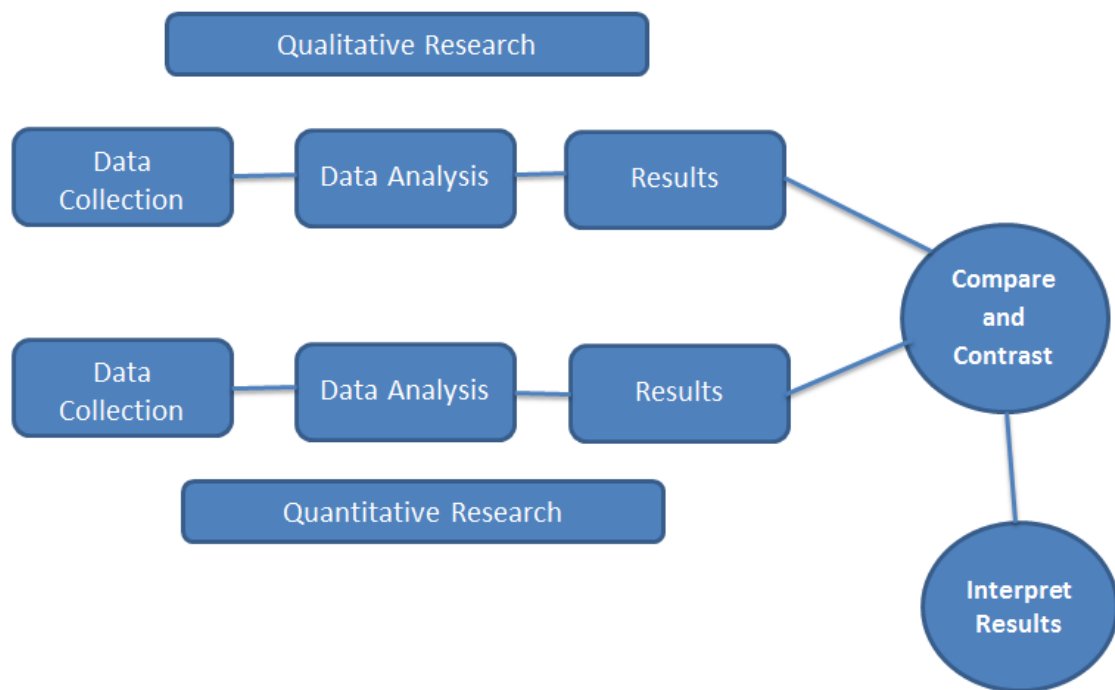 Qualitative Research
Data
Collection
Data Analysis
Results
Compare
and
Contrast
Data
Collection
Data Analysis
Results
Quantitative Research
Interpret
Results